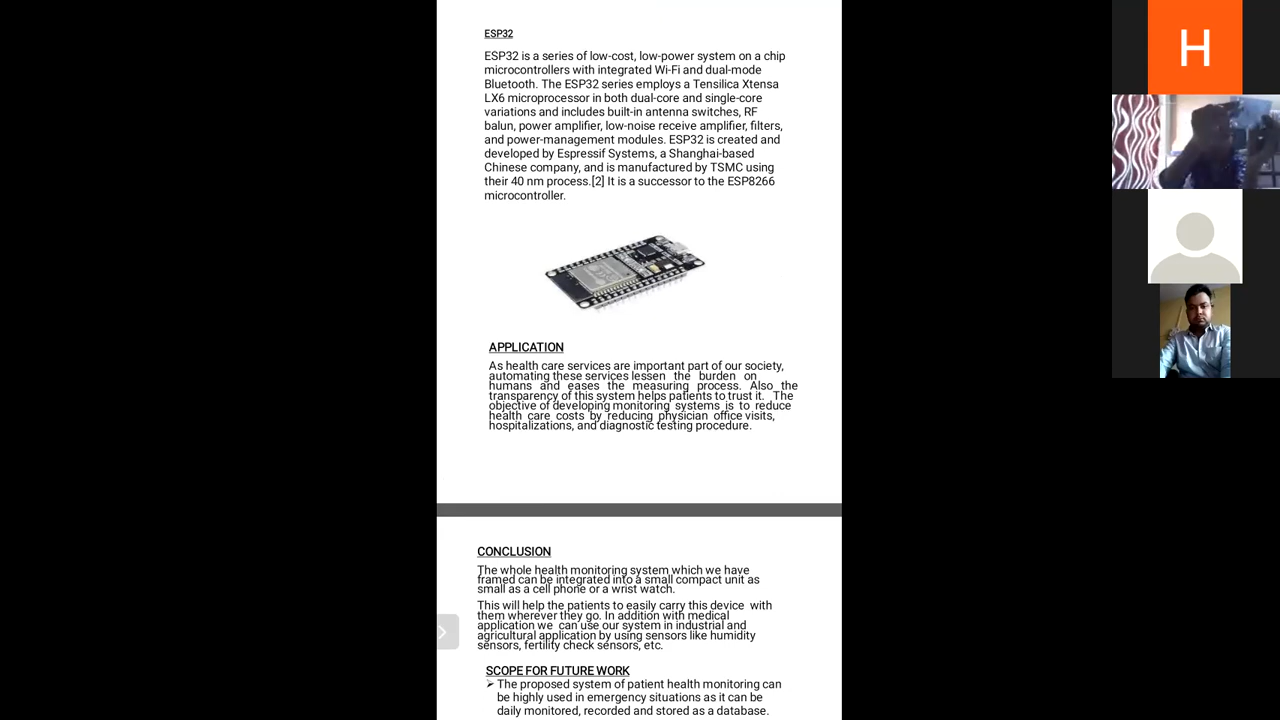 ESP32
ESP32 is a series of low-cost, low-power system on a chip
microcontrollers with integrated Wi-Fi and dual-mode
Bluetooth. The ESP32 series employs a Tensilica Xtensa
LX6 microprocessor in both dual-core and single-core
variations and includes built-in antenna switches, RF
balun, power amplifier, low-noise receive amplifier, filters,
and power-management modules. ESP32 is created and
developed by Espressif Systems, a Shanghai-based
Chinese company, and is manufactured by TSMC using
their 40 nm process.[2] It is a successor to the ESP8266
microcontroller.
APPLICATION
As health care services are important part of our society,
automating these services lessen the burden on
humans and eases the measuring process. Also the
transparency of this system helps patients to trust it. The
objective of developing monitoring systems is to reduce
health care costs by reducing physician office visits,
hospitalizations, and diagnostic testing procedure.
CONCLUSION
The whole health monitoring system which we have
framed can be integrated into a small compact unit as
small as a cell phone or a wrist watch.
This will help the patients to easily carry this device with
them wherever they go. In addition with medical
application we can use our system in industrial and
agricultural application by using sensors like humidity
sensors, fertility check sensors, etc.
SCOPE FOR FUTURE WORK
➢ The proposed system of patient health monitoring can
be highly used in emergency situations as it can be
daily monitored, recorded and stored as a database.
H